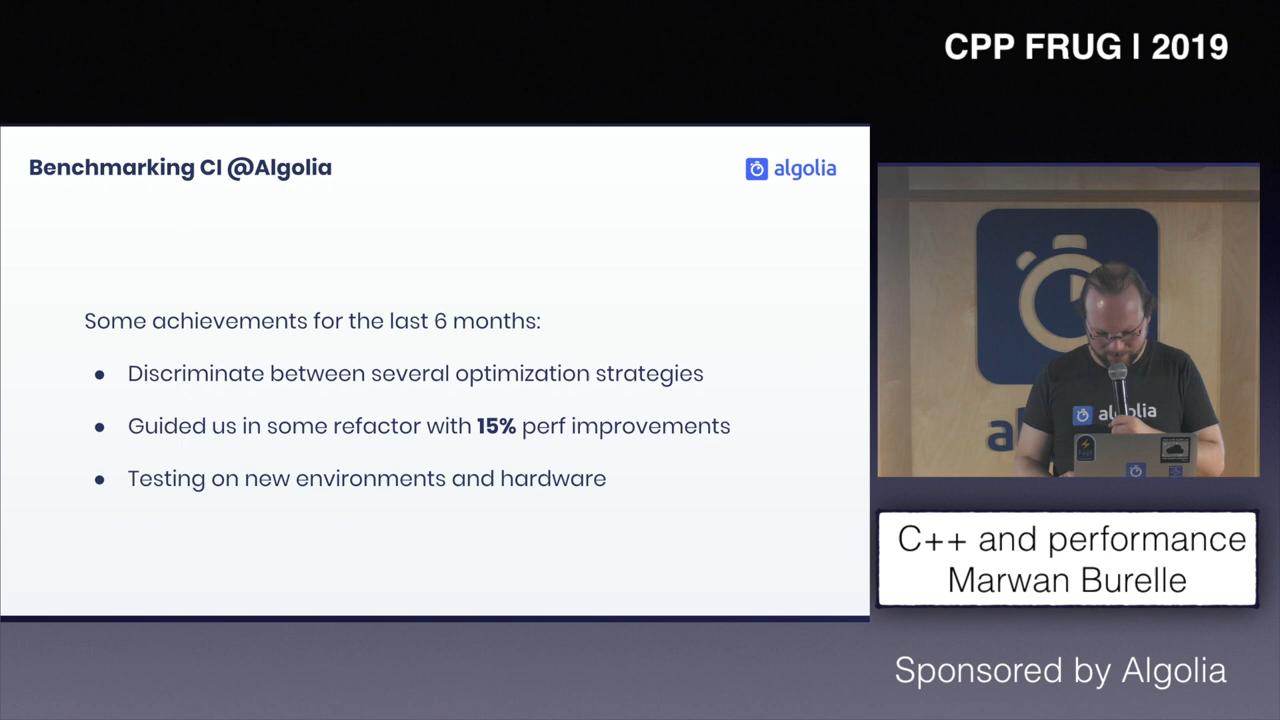 CPP FRUG | 2019
Benchmarking CI @Algolia
algolia
Some achievements for the last 6 months:
● Discriminate between several optimization strategies
● Guided us in some refactor with 15% perf improvements
● Testing on new environments and hardware
algolia
C++ and performance
Marwan Burelle
Sponsored by Algolia